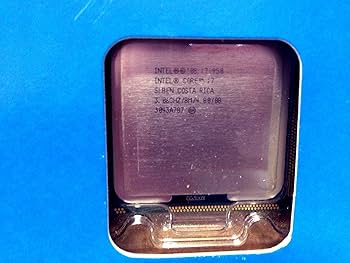 INTEL® © '08 i7-950
INTEL® CORE™ i7
SLBEN COSTA RICA
3.06GHZ/8M/4.80/08